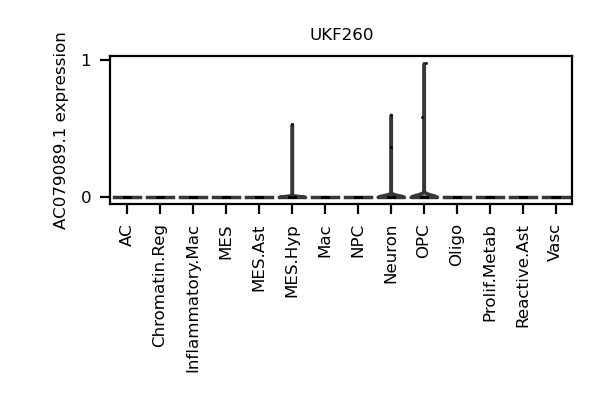 UKF260
AC079089.1 expression
1
0
AC
Chromatin.Reg
Inflammatory.Mac
MES
MES.Ast
MES.Hyp
Mac
NPC
Neuron
OPC
Oligo
Prolif.Metab
Reactive.Ast
Vasc